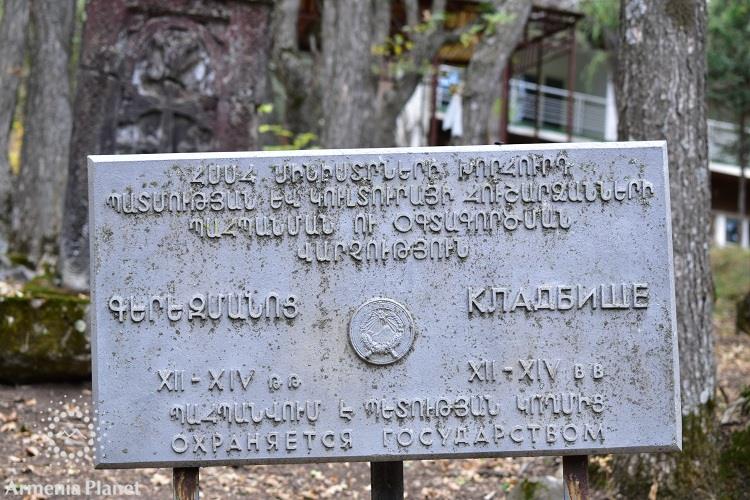 ՀՍՍՀ ՄԻՆԻՍՏՐՆԵՐԻ ԽՈՐՀՈՒՐԴ
ՊԱՏՄՈՒԹՅԱՆ ԵՎ ԿՈՒԼՏՈՒՐԱՅԻ ՀՈՒՇԱՐՁԱՆՆԵՐԻ
ՊԱՀՊԱՆՄԱՆ ՈՒ ՕԳՏԱԳՈՐԾՄԱՆ
ՎԱՐՉՈՒԹՅՈՒՆ
ԳԵՐԵԶՄԱՆՈՑ КЛАДБИЩЕ
XII - XIV ԹԹ XII - XIV ВВ
ՊԱՀՊԱՆՎՈՒՄ Է ՊԵՏՈՒԹՅԱՆ ԿՈՂՄԻՑ
ОХРАНЯЕТСЯ ГОСУДАРСТВОМ
Armenia Planet